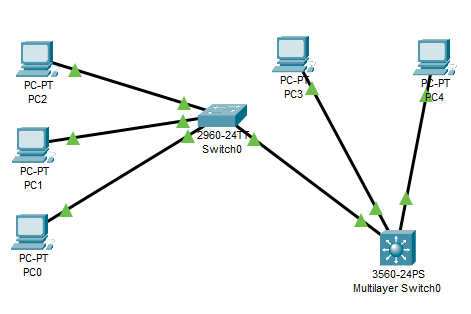 PC-PT
PC2
PC-PT
PC3
PC-PT
PC4
2960-24TT
Switch0
PC-PT
PC1
PC-PT
PC0
3560-24PS
Multilayer Switch0